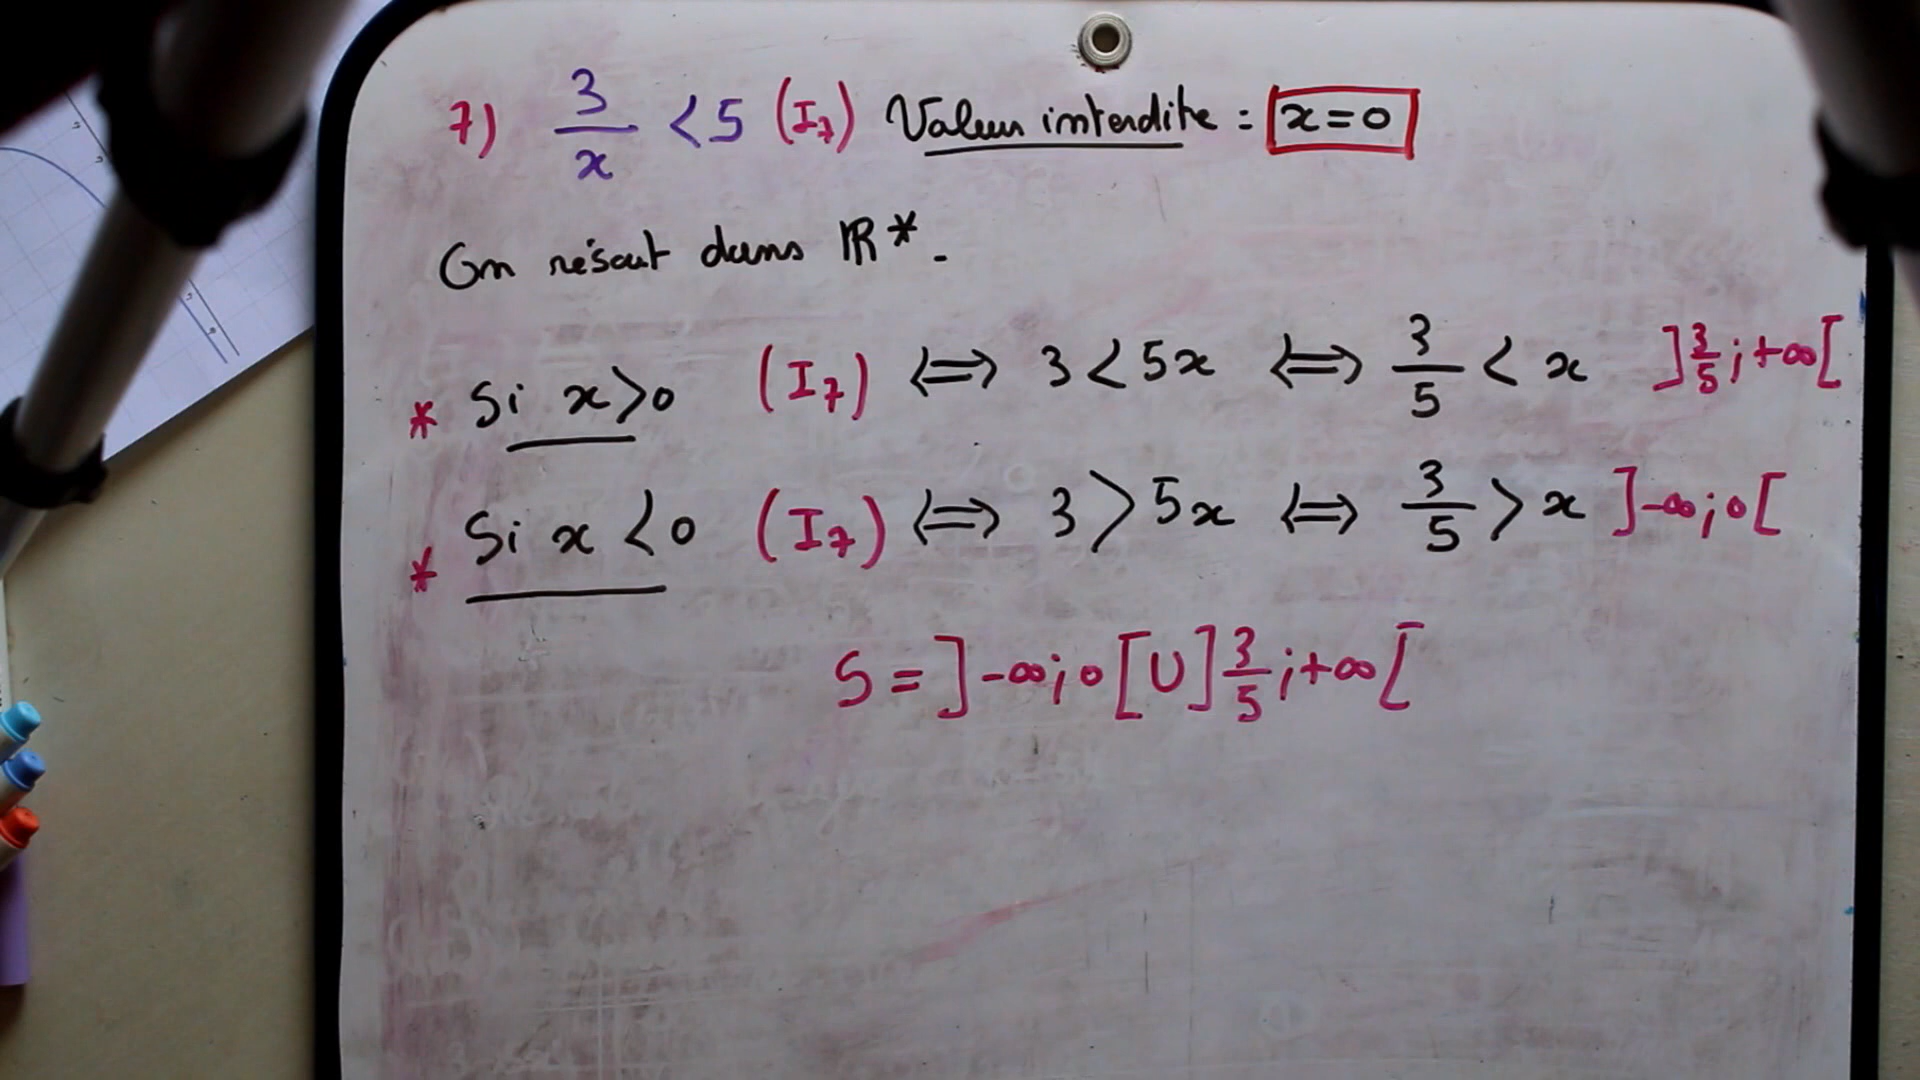 7) 3/x < 5 (I₇) Valeur interdite : x = 0
On résout dans ℝ*.
* Si x > 0 (I₇) ⟺ 3 < 5x ⟺ 3/5 < x ]3/5 ; +∞[
* Si x < 0 (I₇) ⟺ 3 > 5x ⟺ 3/5 > x ]-∞ ; 0[
S = ]-∞ ; 0[ U ]3/5 ; +∞[